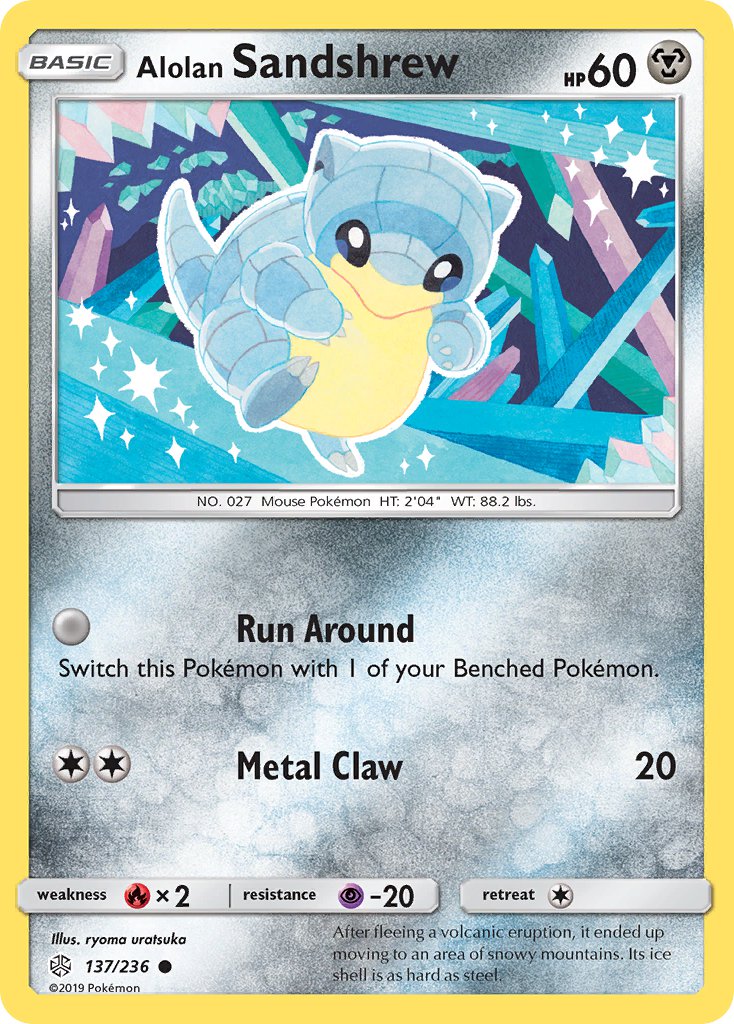 BASIC
Alolan Sandshrew
HP60
NO. 027 Mouse Pokémon HT: 2'04" WT: 88.2 lbs.
Run Around
Switch this Pokémon with 1 of your Benched Pokémon.
Metal Claw 20
weakness ×2 resistance -20 retreat
Illus. ryoma uratsuka
137/236
©2019 Pokémon
After fleeing a volcanic eruption, it ended up
moving to an area of snowy mountains. Its ice
shell is as hard as steel.